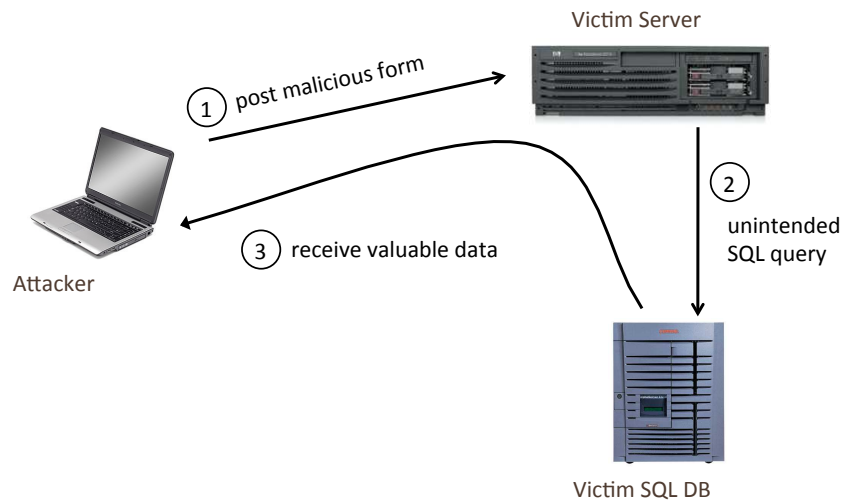 Victim Server
1 post malicious form
2
unintended
SQL query
3 receive valuable data
Attacker
Victim SQL DB